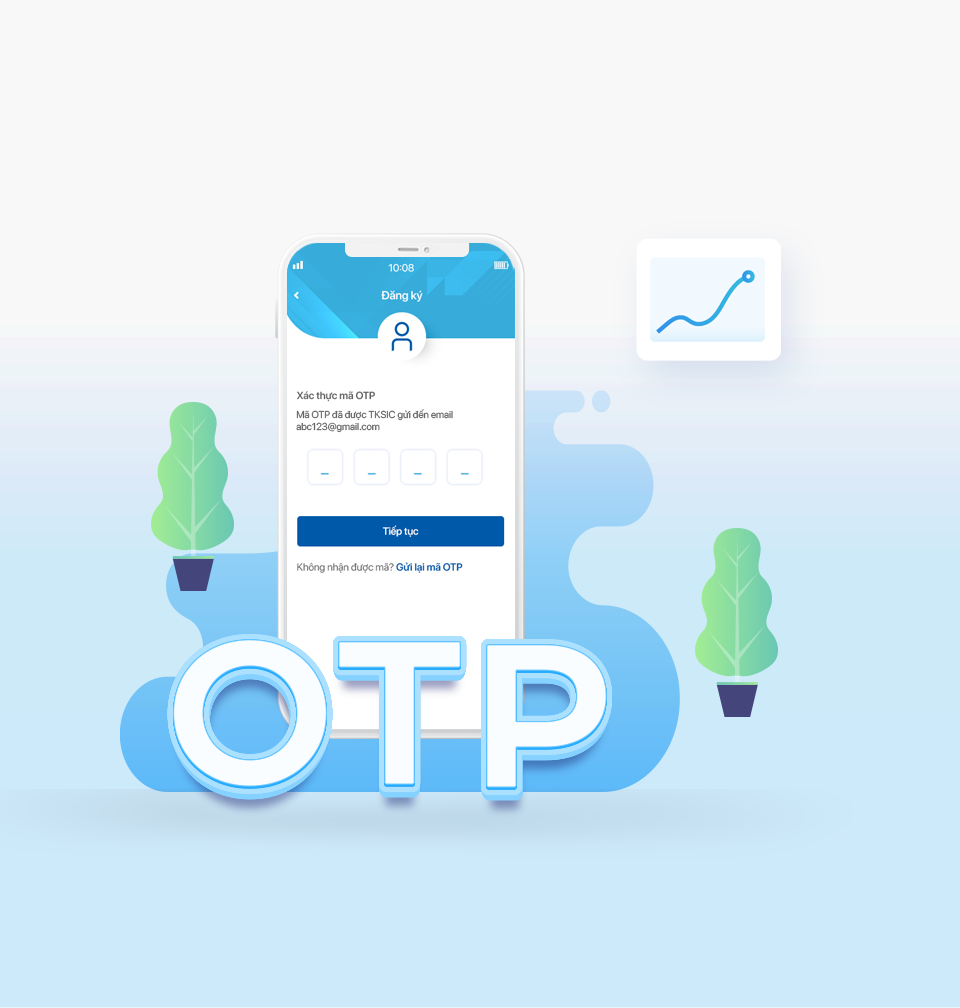 10:08
Đăng ký
Xác thực mã OTP
Mã OTP đã được TKSIC gửi đến email
abc123@gmail.com
_ _ _ _
Tiếp tục
Không nhận được mã? Gửi lại mã OTP
OTP